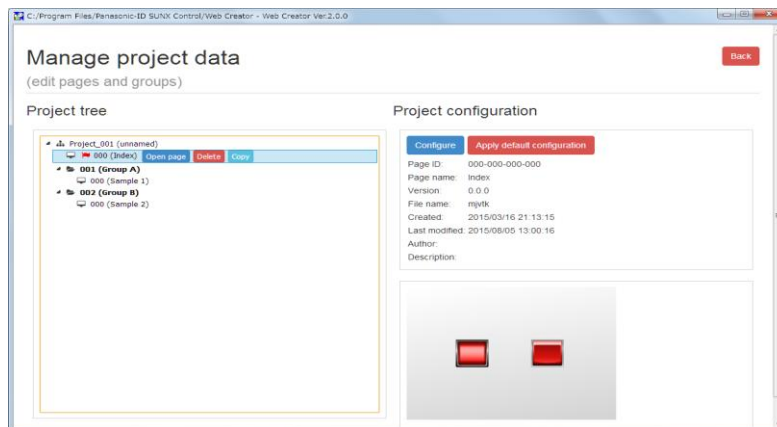 C:/Program Files/Panasonic-ID SUNX Control/Web Creator - Web Creator Ver.2.0.0
Manage project data
Back
(edit pages and groups)
Project tree
Project configuration
Project_001 (unnamed)
000 (Index) Open page Delete Copy
001 (Group A)
000 (Sample 1)
002 (Group B)
000 (Sample 2)
Configure Apply default configuration
Page ID: 000-000-000-000
Page name: Index
Version: 0.0.0
File name: mjvtk
Created: 2015/03/16 21:13:15
Last modified: 2015/08/05 13:00:16
Author:
Description: